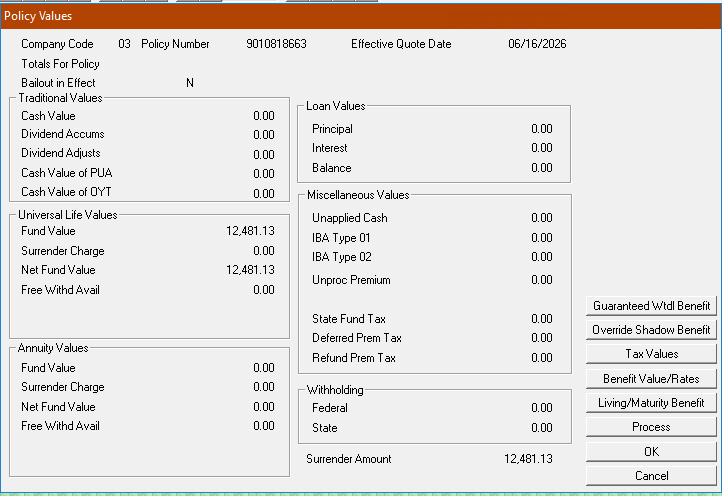 Policy Values
Company Code 03 Policy Number 9010818663 Effective Quote Date 06/16/2026
Totals For Policy
Bailout in Effect N
Traditional Values
Cash Value 0.00
Dividend Accums 0.00
Dividend Adjusts 0.00
Cash Value of PUA 0.00
Cash Value of OYT 0.00
Universal Life Values
Fund Value 12,481.13
Surrender Charge 0.00
Net Fund Value 12,481.13
Free Withd Avail 0.00
Annuity Values
Fund Value 0.00
Surrender Charge 0.00
Net Fund Value 0.00
Free Withd Avail 0.00
Loan Values
Principal 0.00
Interest 0.00
Balance 0.00
Miscellaneous Values
Unapplied Cash 0.00
IBA Type 01 0.00
IBA Type 02 0.00
Unproc Premium 0.00
State Fund Tax 0.00
Deferred Prem Tax 0.00
Refund Prem Tax 0.00
Withholding
Federal 0.00
State 0.00
Surrender Amount 12,481.13
Guaranteed Wtdl Benefit
Override Shadow Benefit
Tax Values
Benefit Value/Rates
Living/Maturity Benefit
Process
OK
Cancel